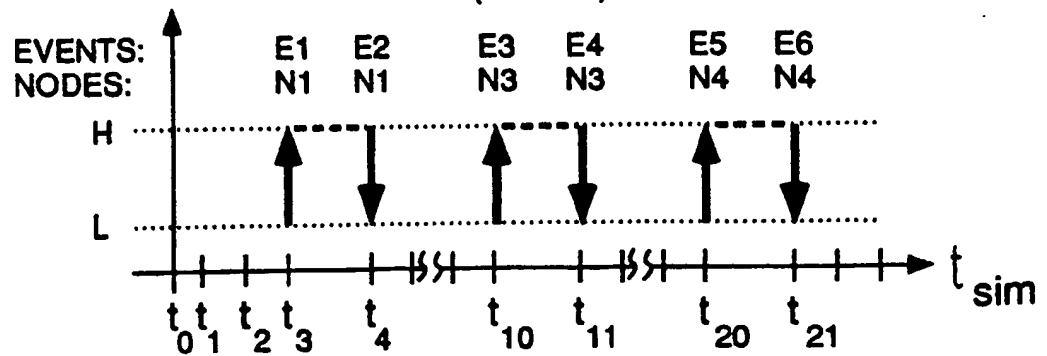 EVENTS: E1 E2 E3 E4 E5 E6
NODES: N1 N1 N3 N3 N4 N4
H
L
t0 t1 t2 t3 t4 t10 t11 t20 t21 tsim